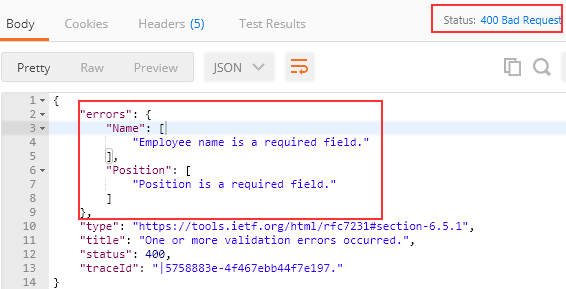 Body Cookies Headers (5) Test Results Status: 400 Bad Request
Pretty Raw Preview JSON
1 {
2 "errors": {
3 "Name": [
4 "Employee name is a required field."
5 ],
6 "Position": [
7 "Position is a required field."
8 ]
9 },
10 "type": "https://tools.ietf.org/html/rfc7231#section-6.5.1",
11 "title": "One or more validation errors occurred.",
12 "status": 400,
13 "traceId": "|5758883e-4f467ebb44f7e197."
14 }